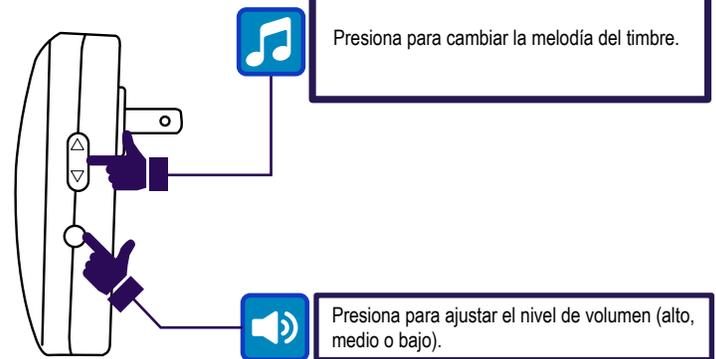 Presiona para cambiar la melodía del timbre.
Presiona para ajustar el nivel de volumen (alto,
medio o bajo).